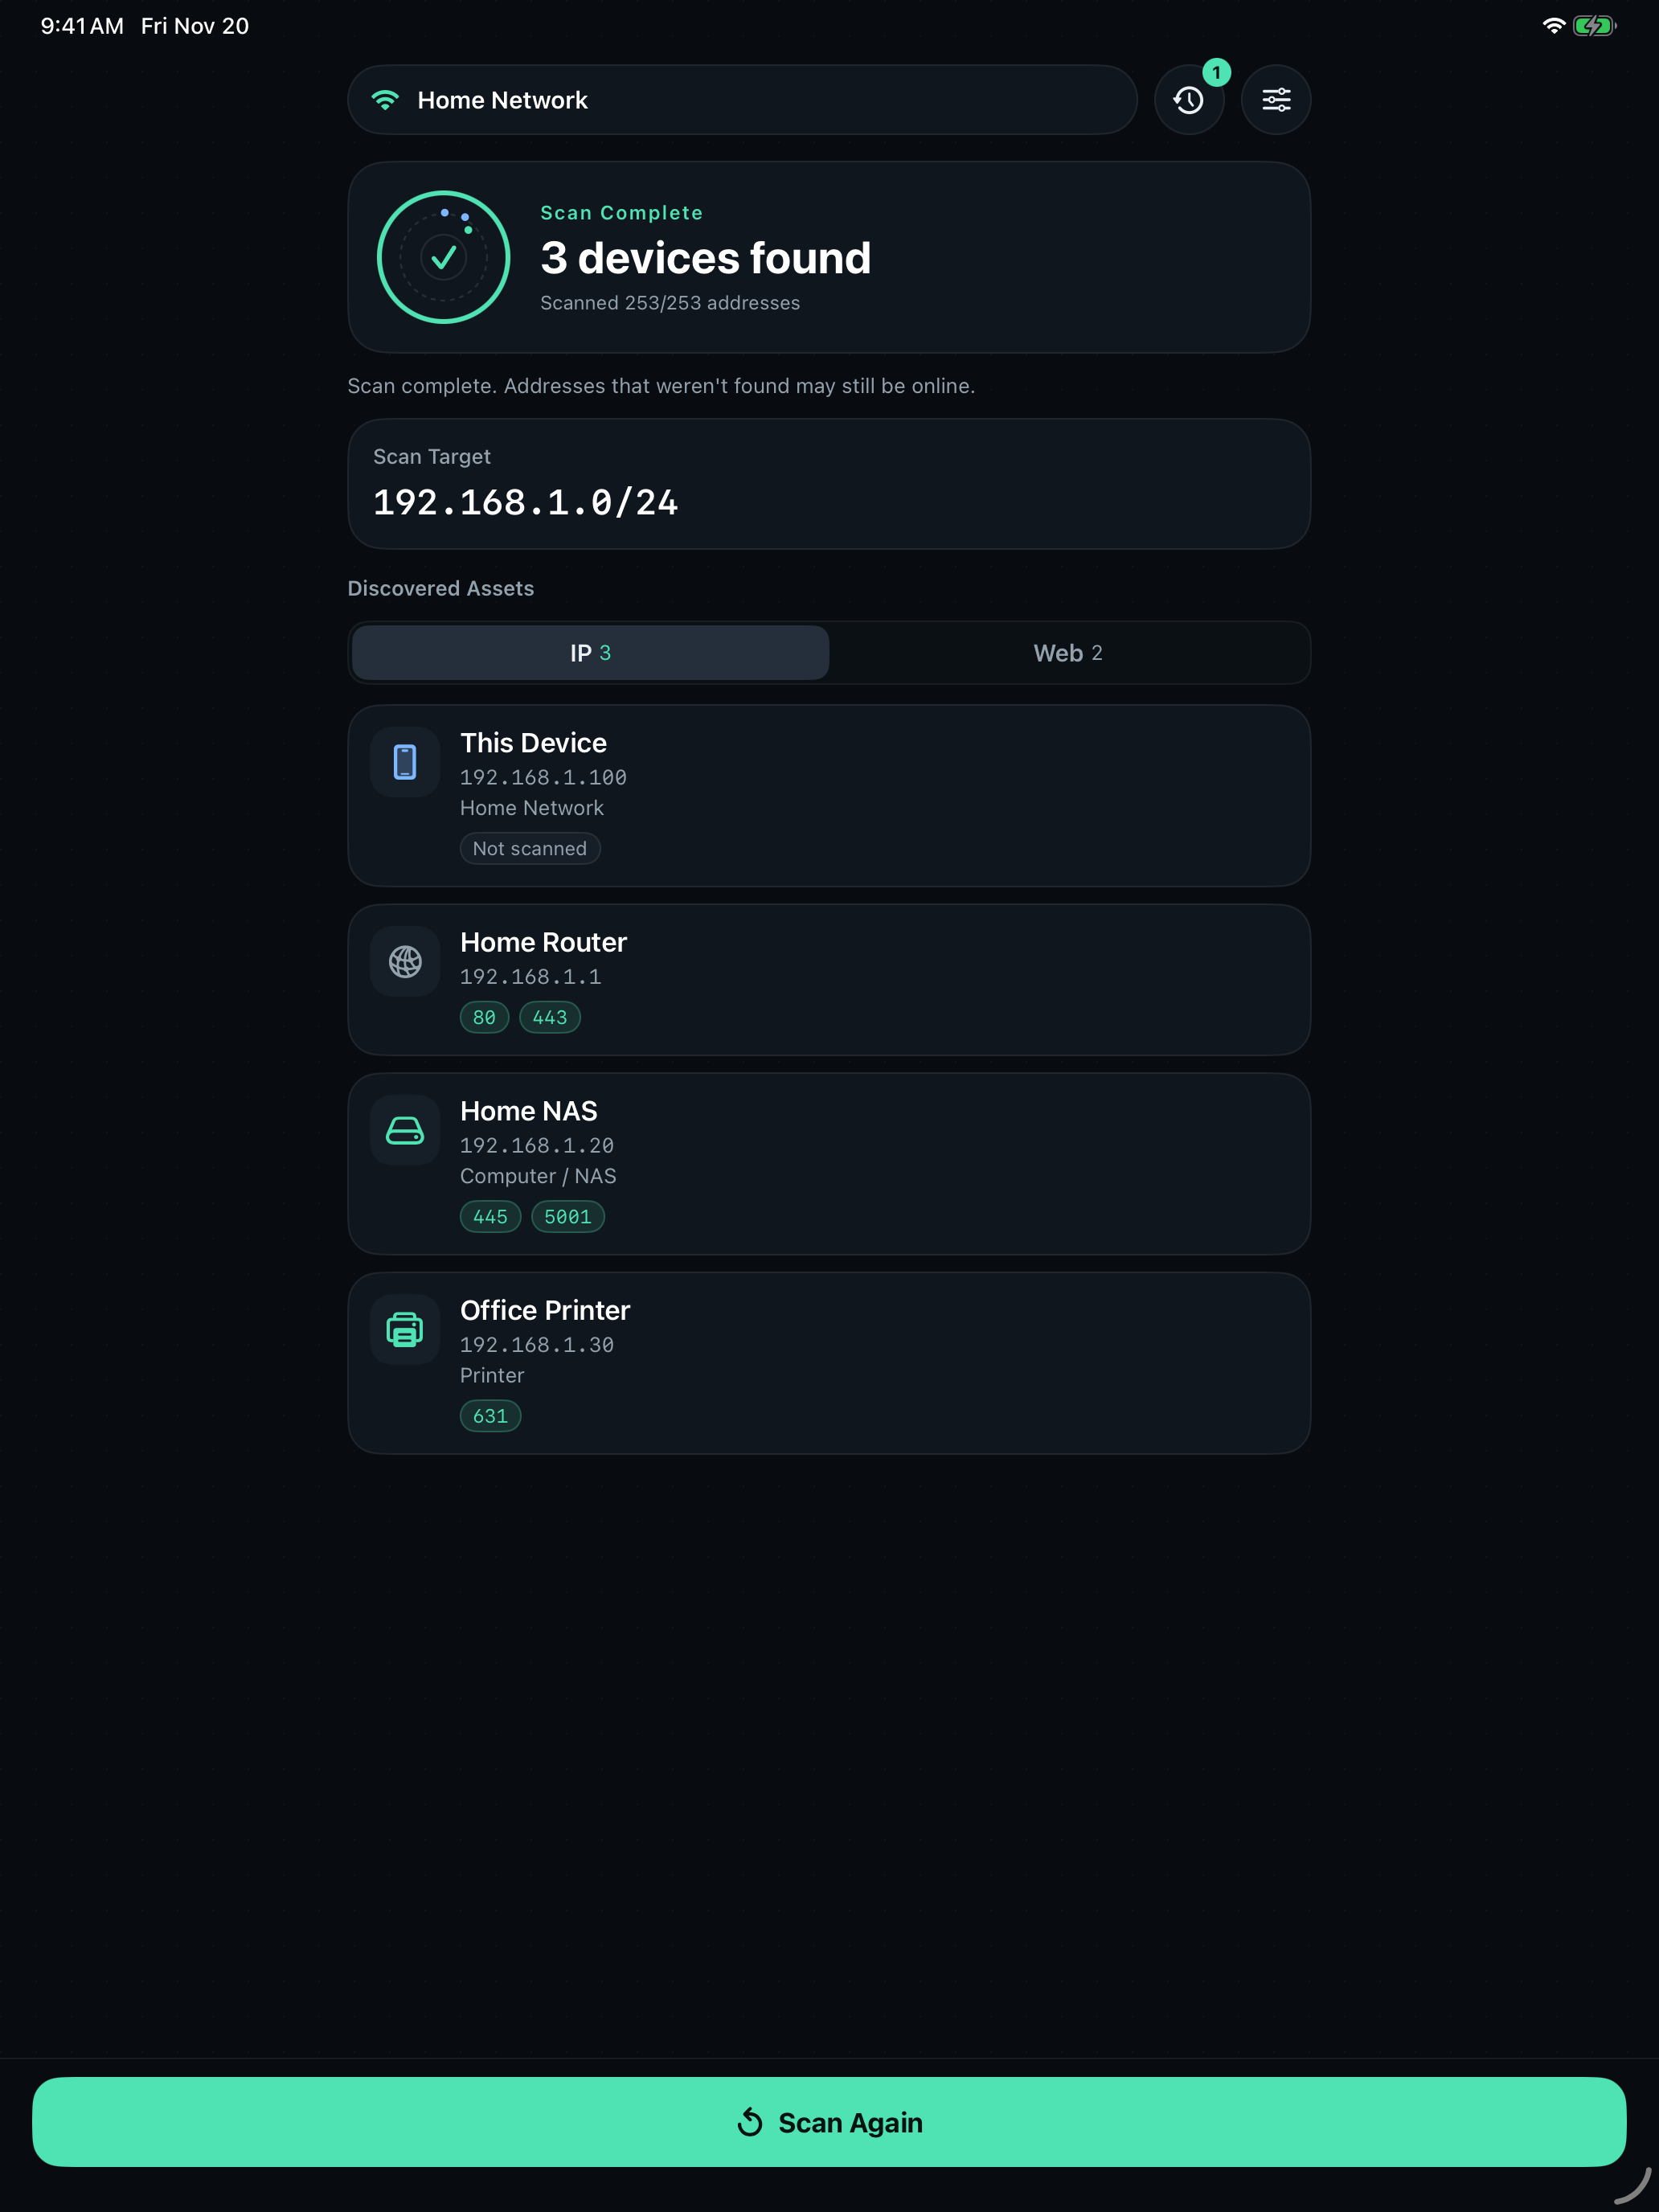 9:41 AM Fri Nov 20
Home Network
1
Scan Complete
3 devices found
Scanned 253/253 addresses
Scan complete. Addresses that weren't found may still be online.
Scan Target
192.168.1.0/24
Discovered Assets
IP 3
Web 2
This Device
192.168.1.100
Home Network
Not scanned
Home Router
192.168.1.1
80 443
Home NAS
192.168.1.20
Computer / NAS
445 5001
Office Printer
192.168.1.30
Printer
631
Scan Again